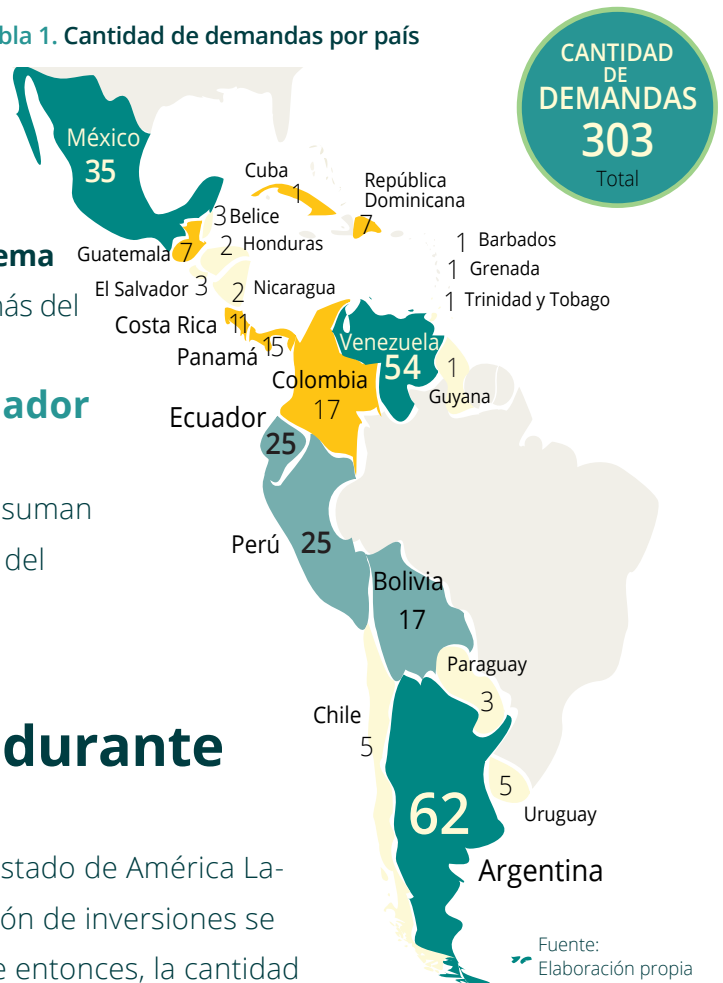 bla 1. Cantidad de demandas por país
CANTIDAD
DE
DEMANDAS
303
Total
México
35
Cuba
1
República
Dominicana
7
3 Belice
Guatemala 7
2 Honduras
El Salvador 3
2 Nicaragua
Costa Rica 11
Panamá 15
1 Barbados
1 Grenada
1 Trinidad y Tobago
Venezuela
54
1
Guyana
Colombia
17
Ecuador
25
Perú 25
Bolivia
17
Paraguay
3
Chile
5
5
Uruguay
62
Argentina
Fuente:
Elaboración propia
ema
nás del
ador
suman
del
durante
stado de América La-
ón de inversiones se
e entonces, la cantidad